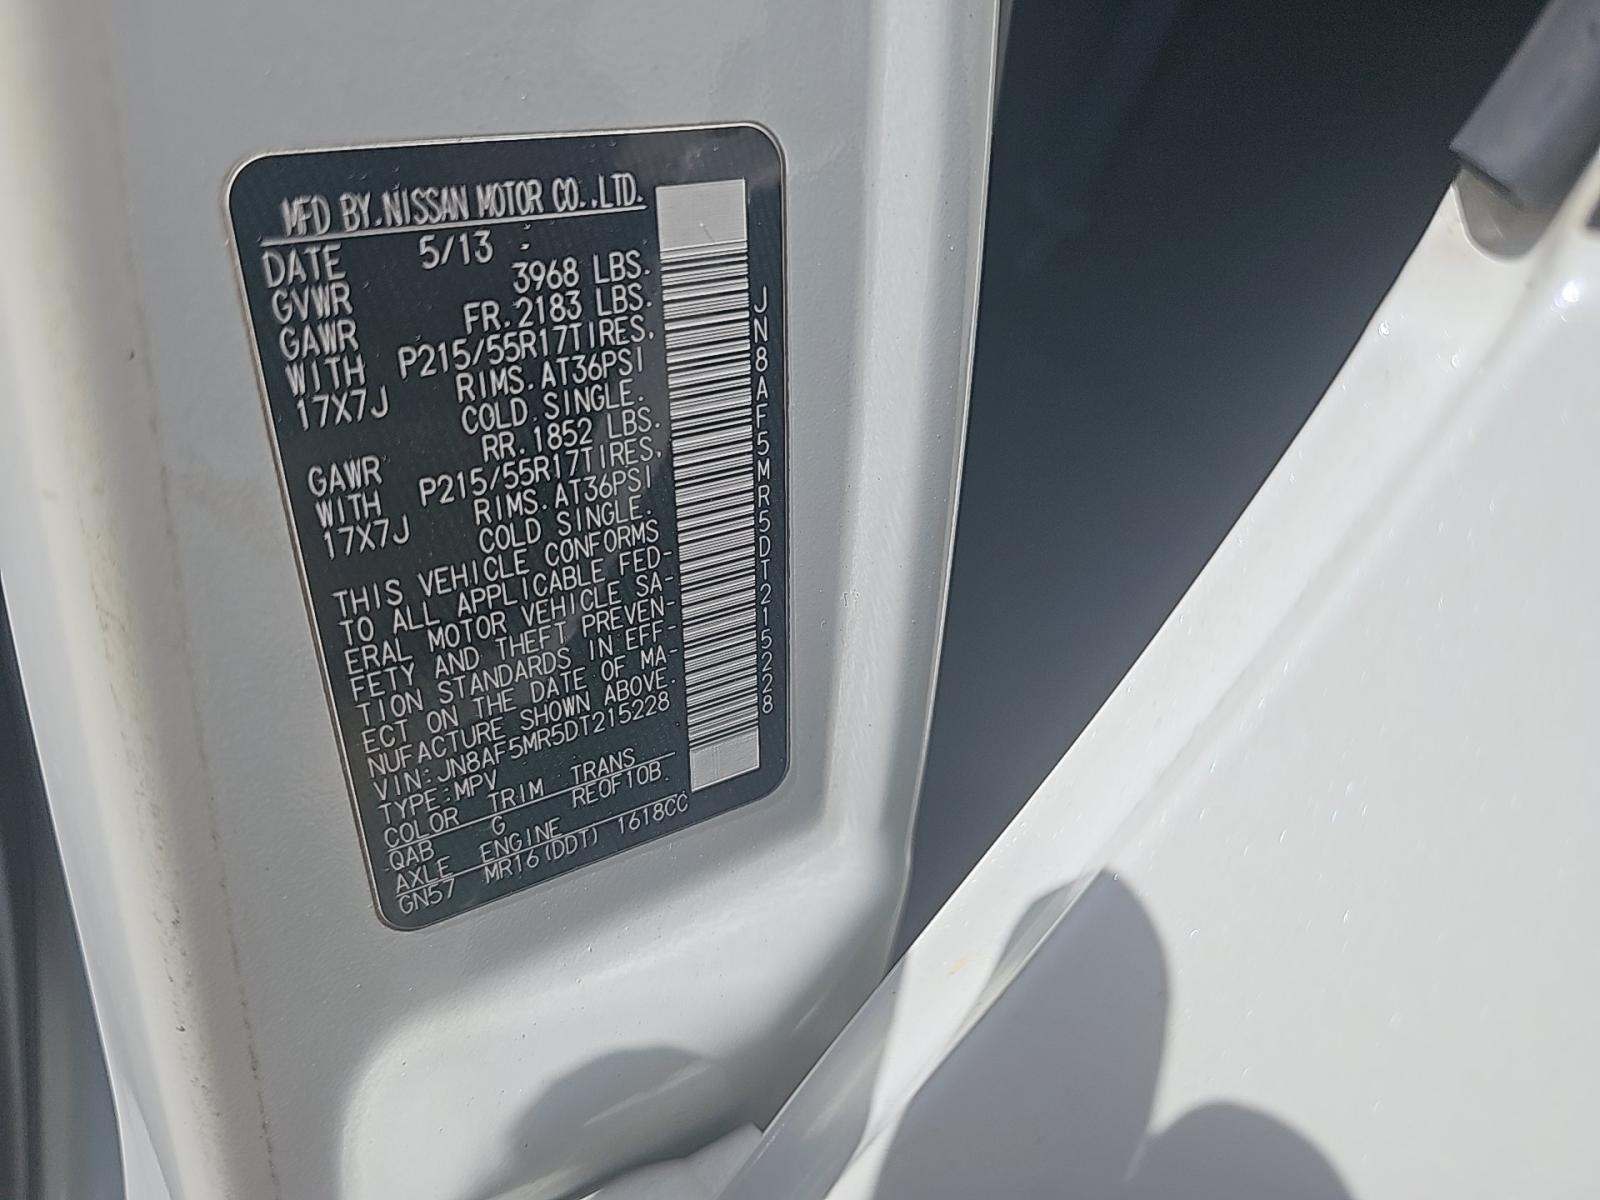 MFD BY.NISSAN MOTOR CO.,LTD.
DATE 5/13
GVWR 3968 LBS.
GAWR FR.2183 LBS.
WITH P215/55R17TIRES,
17X7J RIMS.AT36PSI
COLD SINGLE.
GAWR RR.1852 LBS.
WITH P215/55R17TIRES,
17X7J RIMS.AT36PSI
COLD SINGLE.
THIS VEHICLE CONFORMS
TO ALL APPLICABLE FED-
ERAL MOTOR VEHICLE SA-
FETY AND THEFT PREVEN-
TION STANDARDS IN EFF-
ECT ON THE DATE OF MA-
NUFACTURE SHOWN ABOVE.
VIN:JN8AF5MR5DT215228
TYPE:MPV
COLOR TRIM TRANS
QAB G RE0F10B
AXLE ENGINE
GN57 MR16(DDT) 1618CC
JN8AF5MR5DT215228